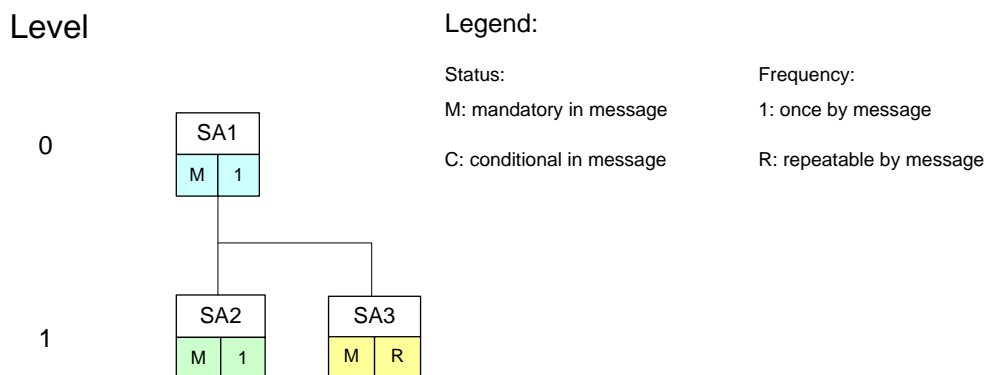 Level
Legend:
Status:
Frequency:
M: mandatory in message
1: once by message
C: conditional in message
R: repeatable by message
0
SA1
M 1
1
SA2
SA3
M 1
M R